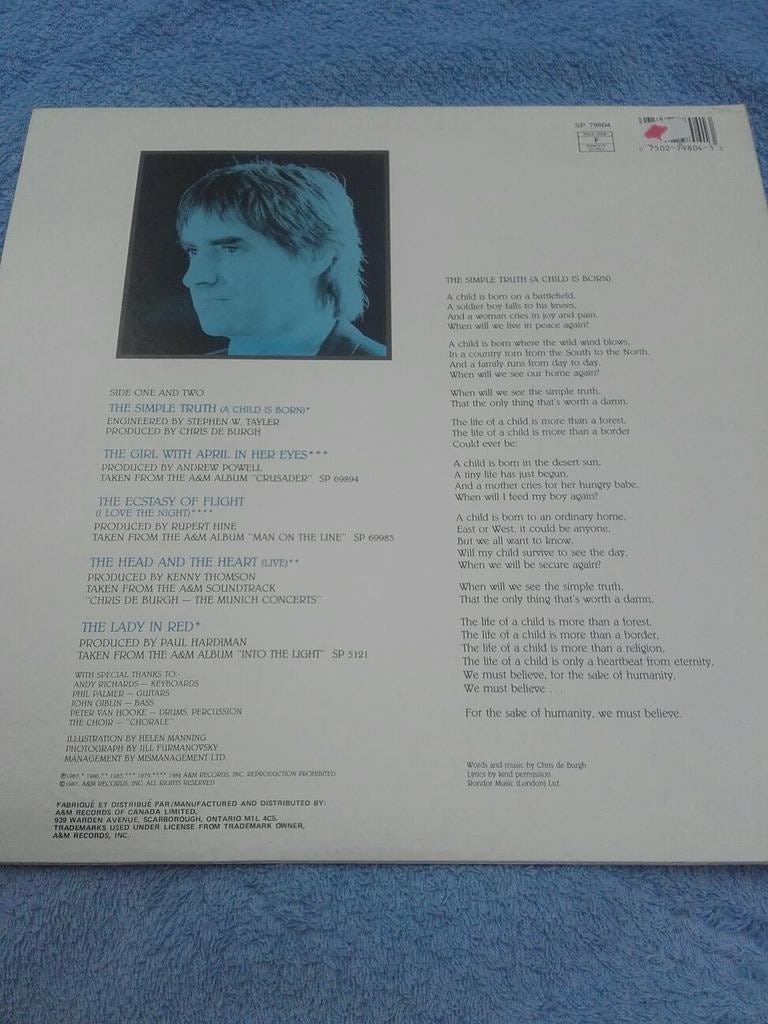 SP 79804
F
0 7502-79804-1 3
SIDE ONE AND TWO
THE SIMPLE TRUTH (A CHILD IS BORN)*
ENGINEERED BY STEPHEN W. TAYLER
PRODUCED BY CHRIS DE BURGH
THE GIRL WITH APRIL IN HER EYES***
PRODUCED BY ANDREW POWELL
TAKEN FROM THE A&M ALBUM "CRUSADER" SP 69894
THE ECSTASY OF FLIGHT
(I LOVE THE NIGHT)****
PRODUCED BY RUPERT HINE
TAKEN FROM THE A&M ALBUM "MAN ON THE LINE" SP 69985
THE HEAD AND THE HEART (LIVE)**
PRODUCED BY KENNY THOMSON
TAKEN FROM THE A&M SOUNDTRACK
"CHRIS DE BURGH — THE MUNICH CONCERTS"
THE LADY IN RED*
PRODUCED BY PAUL HARDIMAN
TAKEN FROM THE A&M ALBUM "INTO THE LIGHT" SP 5121
WITH SPECIAL THANKS TO:-
ANDY RICHARDS — KEYBOARDS
PHIL PALMER — GUITARS
JOHN GIBLIN — BASS
PETER VAN HOOKE — DRUMS, PERCUSSION
THE CHOIR — "CHORALE"
ILLUSTRATION BY HELEN MANNING
PHOTOGRAPH BY JILL FURMANOVSKY
MANAGEMENT BY MISMANAGEMENT LTD.
℗1987,* 1986,** 1985,*** 1979,**** 1984 A&M RECORDS, INC. REPRODUCTION PROHIBITED
©1987, A&M RECORDS, INC. ALL RIGHTS RESERVED
FABRIQUÉ ET DISTRIBUÉ PAR/MANUFACTURED AND DISTRIBUTED BY:
A&M RECORDS OF CANADA LIMITED,
939 WARDEN AVENUE, SCARBOROUGH, ONTARIO M1L 4C5.
TRADEMARKS USED UNDER LICENSE FROM TRADEMARK OWNER,
A&M RECORDS, INC.
THE SIMPLE TRUTH (A CHILD IS BORN)
A child is born on a battlefield,
A soldier boy falls to his knees,
And a woman cries in joy and pain,
When will we live in peace again?
A child is born where the wild wind blows,
In a country torn from the South to the North,
And a family runs from day to day,
When will we see our home again?
When will we see the simple truth,
That the only thing that's worth a damn,
The life of a child is more than a forest,
The life of a child is more than a border
Could ever be;
A child is born in the desert sun,
A tiny life has just begun,
And a mother cries for her hungry babe,
When will I feed my boy again?
A child is born to an ordinary home,
East or West, it could be anyone,
But we all want to know,
Will my child survive to see the day,
When we will be secure again?
When will we see the simple truth,
That the only thing that's worth a damn,
The life of a child is more than a forest,
The life of a child is more than a border,
The life of a child is more than a religion,
The life of a child is only a heartbeat from eternity,
We must believe, for the sake of humanity,
We must believe ...
For the sake of humanity, we must believe.
Words and music by Chris de Burgh
Lyrics by kind permission
Rondor Music (London) Ltd.